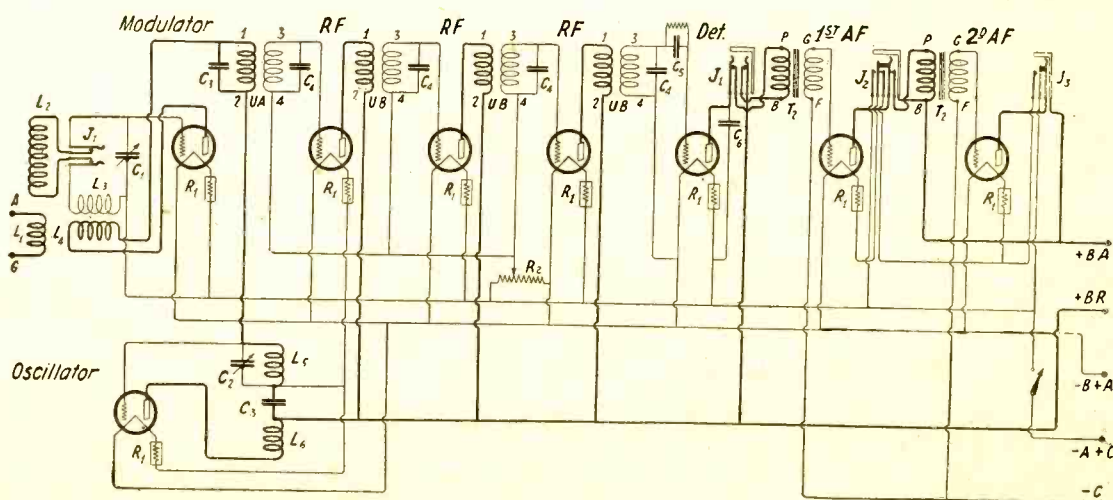 Modulator RF RF RF Det. 1ST AF 2D AF
1 3 1 3 1 3 1 3 P G P G
C3 C4 C4 C4 C5 C4 J1 J2 J3
2 UA 4 2 UB 4 2 UB 4 2 UB 4 B T2 F B T2 F
C6
L2 J1 C1
R1 R1 R1 R1 R1 R1 R1
L3
A
L1 L4
G
R2
+BA
+BR
Oscillator
C2 L5
C3
L6
R1
-B+A
-A+C
-C